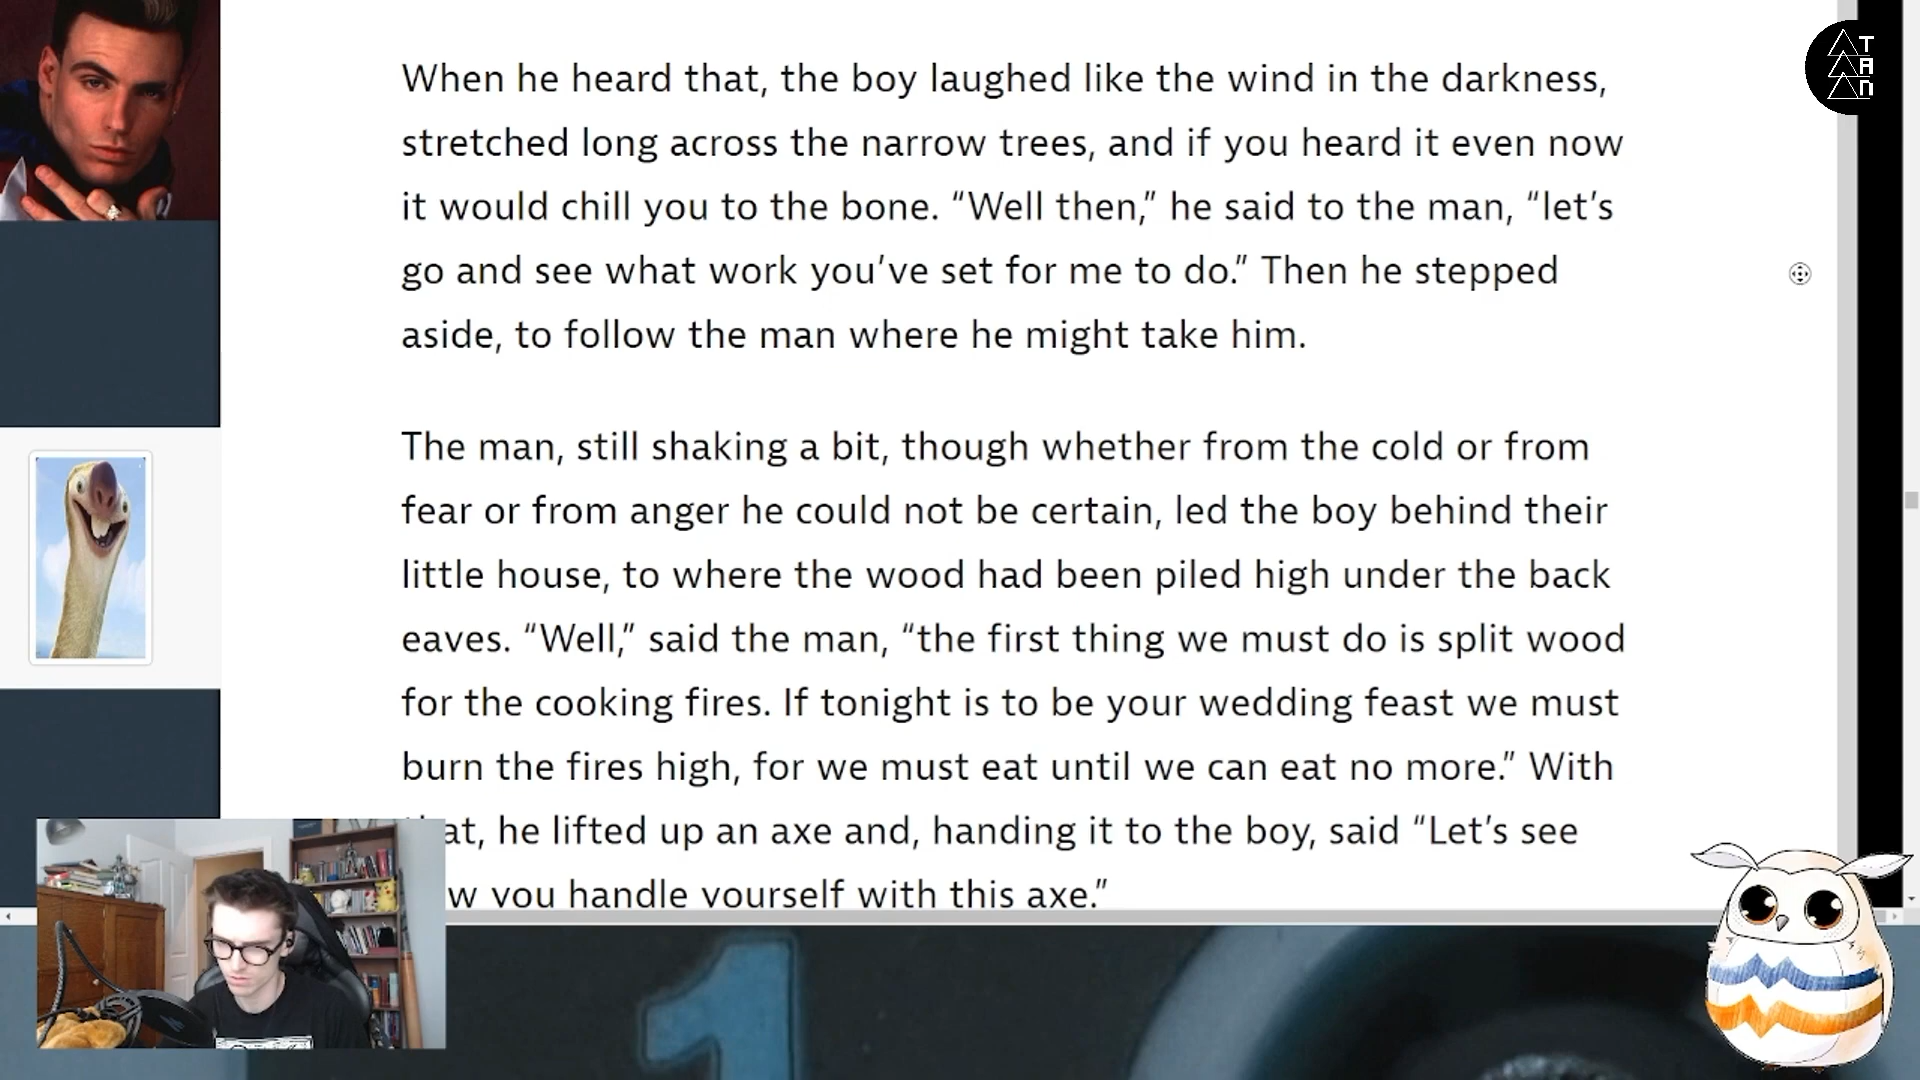 When he heard that, the boy laughed like the wind in the darkness,
stretched long across the narrow trees, and if you heard it even now
it would chill you to the bone. “Well then,” he said to the man, “let’s
go and see what work you’ve set for me to do.” Then he stepped
aside, to follow the man where he might take him.
The man, still shaking a bit, though whether from the cold or from
fear or from anger he could not be certain, led the boy behind their
little house, to where the wood had been piled high under the back
eaves. “Well,” said the man, “the first thing we must do is split wood
for the cooking fires. If tonight is to be your wedding feast we must
burn the fires high, for we must eat until we can eat no more.” With
at, he lifted up an axe and, handing it to the boy, said “Let’s see
w you handle yourself with this axe.”
TAN
1